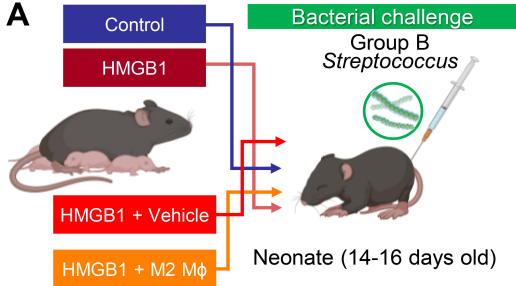 A
Control
HMGB1
HMGB1 + Vehicle
HMGB1 + M2 Mϕ
Bacterial challenge
Group B
Streptococcus
Neonate (14-16 days old)